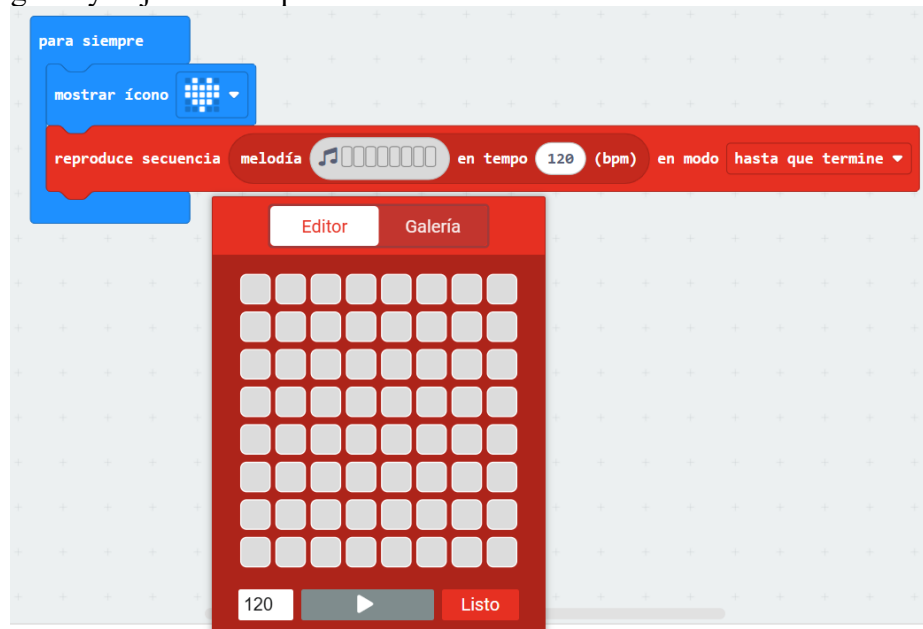 para siempre
mostrar ícono
reproduce secuencia melodía en tempo 120 (bpm) en modo hasta que termine
Editor Galería
120 Listo